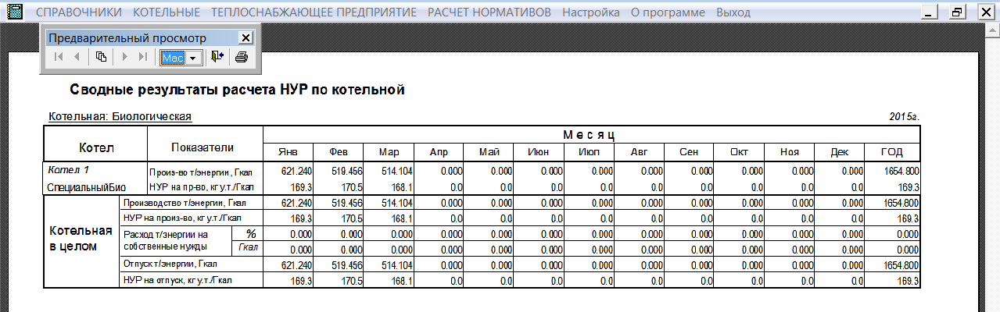 СПРАВОЧНИКИ КОТЕЛЬНЫЕ ТЕПЛОСНАБЖАЮЩЕЕ ПРЕДПРИЯТИЕ РАСЧЕТ НОРМАТИВОВ Настройка О программе Выход
Предварительный просмотр
Мас
Сводные результаты расчета НУР по котельной
Котельная: Биологическая 2015г.
Котел Показатели Месяц
Янв Фев Мар Апр Май Июн Июл Авг Сен Окт Ноя Дек ГОД
Котел 1 Произ-во т/энергии, Гкал 621.240 519.456 514.104 0.000 0.000 0.000 0.000 0.000 0.000 0.000 0.000 0.000 1654.800
СпециальныйБио НУР на пр-во, кг у.т./Гкал 169.3 170.5 168.1 0.0 0.0 0.0 0.0 0.0 0.0 0.0 0.0 0.0 169.3
Котельная в целом
Производство т/энергии, Гкал 621.240 519.456 514.104 0.000 0.000 0.000 0.000 0.000 0.000 0.000 0.000 0.000 1654.800
НУР на произ-во, кг у.т./Гкал 169.3 170.5 168.1 0.0 0.0 0.0 0.0 0.0 0.0 0.0 0.0 0.0 169.3
Расход т/энергии на % 0.000 0.000 0.000 0.000 0.000 0.000 0.000 0.000 0.000 0.000 0.000 0.000 0.000
собственные нужды Гкал 0.000 0.000 0.000 0.000 0.000 0.000 0.000 0.000 0.000 0.000 0.000 0.000 0.000
Отпуск т/энергии, Гкал 621.240 519.456 514.104 0.000 0.000 0.000 0.000 0.000 0.000 0.000 0.000 0.000 1654.800
НУР на отпуск, кг у.т./Гкал 169.3 170.5 168.1 0.0 0.0 0.0 0.0 0.0 0.0 0.0 0.0 0.0 169.3